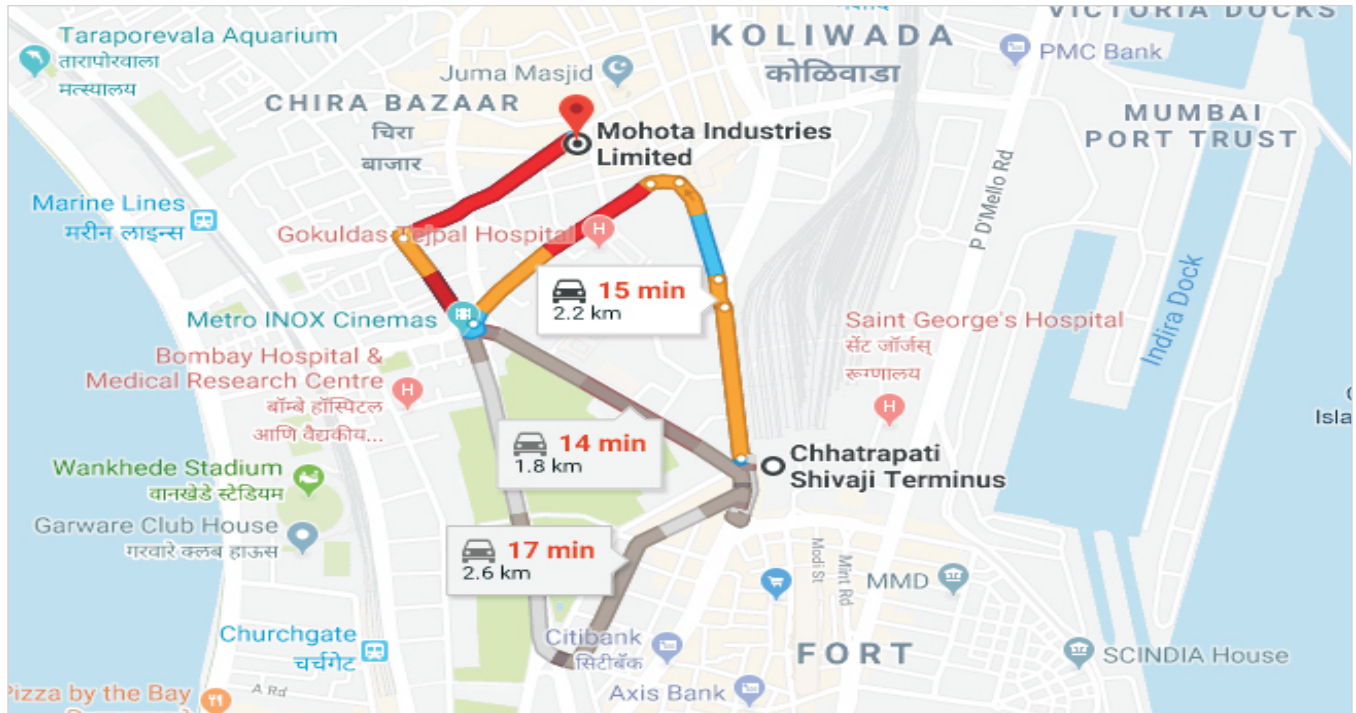 VICTORIA DOCKS
Taraporevala Aquarium
तारापोरवाला
मत्स्यालय
KOLIWADA
कोळिवाडा
PMC Bank
Juma Masjid
CHIRA BAZAAR
चिरा
बाजार
MUMBAI
PORT TRUST
Mohota Industries
Limited
Marine Lines
मरीन लाइन्स
P D'Mello Rd
Gokuldas Tejpal Hospital
Indira Dock
15 min
2.2 km
Metro INOX Cinemas
Saint George's Hospital
सेंट जॉर्जस्
रूग्णालय
Bombay Hospital &
Medical Research Centre
बॉम्बे हॉस्पिटल
आणि वैद्यकीय...
Isla
14 min
1.8 km
Chhatrapati
Shivaji Terminus
Wankhede Stadium
वानखेडे स्टेडियम
Garware Club House
गरवारे क्लब हाऊस
17 min
2.6 km
Modi St
Mint Rd
MMD
Churchgate
चर्चगेट
Citibank
सिटीबँक
FORT
SCINDIA House
Pizza by the Bay
A Rd
Axis Bank